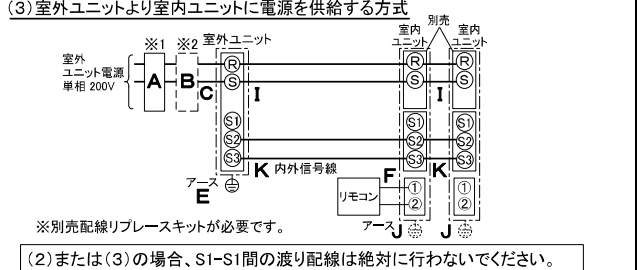 (3)室外ユニットより室内ユニットに電源を供給する方式
※1 ※2 室外ユニット
別売
室内
ユニット
室内
ユニット
室外
ユニット電源
単相 200V
A
B
C
R
S
I
R
S
I
R
S
S1
S2
S3
S1
S2
S3
S1
S2
S3
K 内外信号線
K
アース
E
F
リモコン
①
②
①
②
アース
J
J
※別売配線リプレースキットが必要です。
(2)または(3)の場合、S1-S1間の渡り配線は絶対に行わないでください。